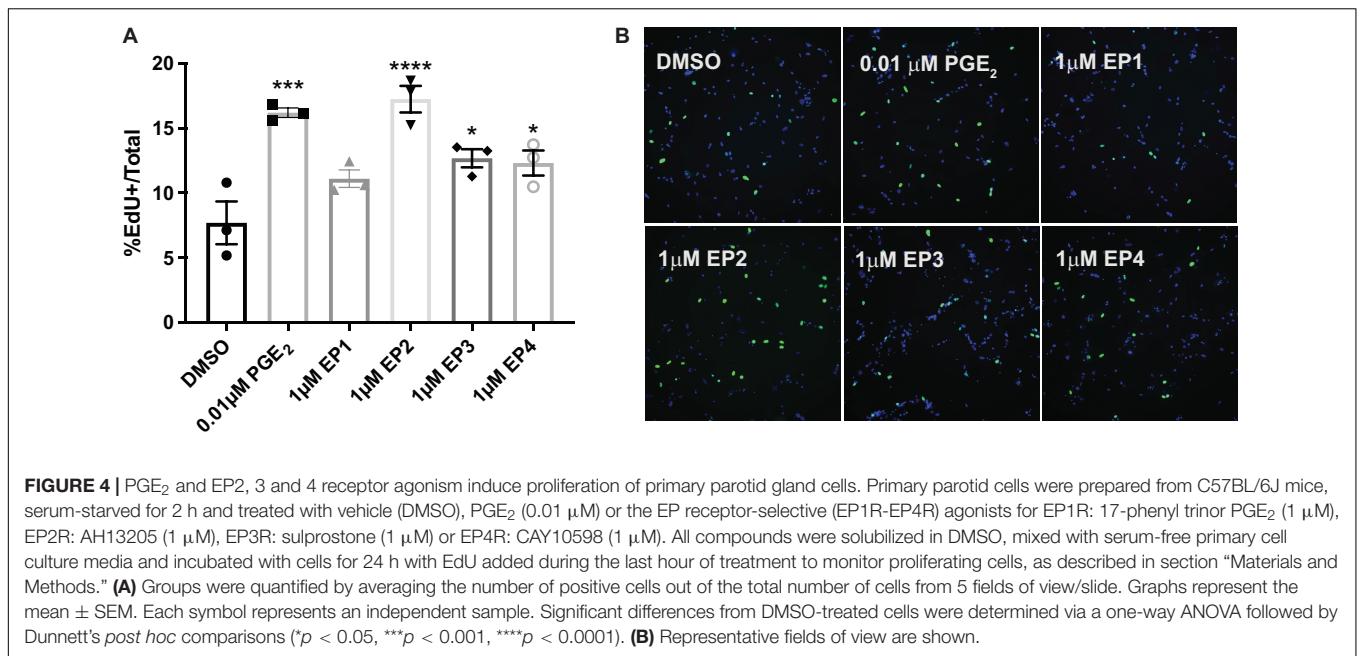 A
%EdU+/Total
20
15
10
5
0
***
****
*
*
DMSO
0.01µM PGE2
1µM EP1
1µM EP2
1µM EP3
1µM EP4
B
DMSO
0.01 µM PGE2
1µM EP1
1µM EP2
1µM EP3
1µM EP4
FIGURE 4 | PGE2 and EP2, 3 and 4 receptor agonism induce proliferation of primary parotid gland cells. Primary parotid cells were prepared from C57BL/6J mice,
serum-starved for 2 h and treated with vehicle (DMSO), PGE2 (0.01 µM) or the EP receptor-selective (EP1R-EP4R) agonists for EP1R: 17-phenyl trinor PGE2 (1 µM),
EP2R: AH13205 (1 µM), EP3R: sulprostone (1 µM) or EP4R: CAY10598 (1 µM). All compounds were solubilized in DMSO, mixed with serum-free primary cell
culture media and incubated with cells for 24 h with EdU added during the last hour of treatment to monitor proliferating cells, as described in section “Materials and
Methods.” (A) Groups were quantified by averaging the number of positive cells out of the total number of cells from 5 fields of view/slide. Graphs represent the
mean ± SEM. Each symbol represents an independent sample. Significant differences from DMSO-treated cells were determined via a one-way ANOVA followed by
Dunnett’s post hoc comparisons (*p < 0.05, ***p < 0.001, ****p < 0.0001). (B) Representative fields of view are shown.